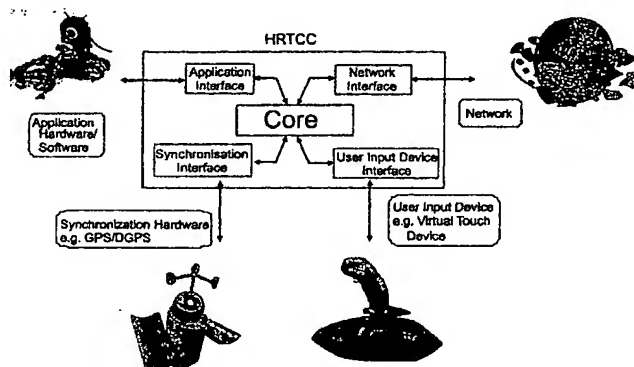 HRTCC
Application
Interface
Network
Interface
Core
Synchronisation
Interface
User Input Device
Interface
Application
Hardware/
Software
Network
Synchronization Hardware
e.g. GPS/DGPS
User Input Device
e.g. Virtual Touch
Device